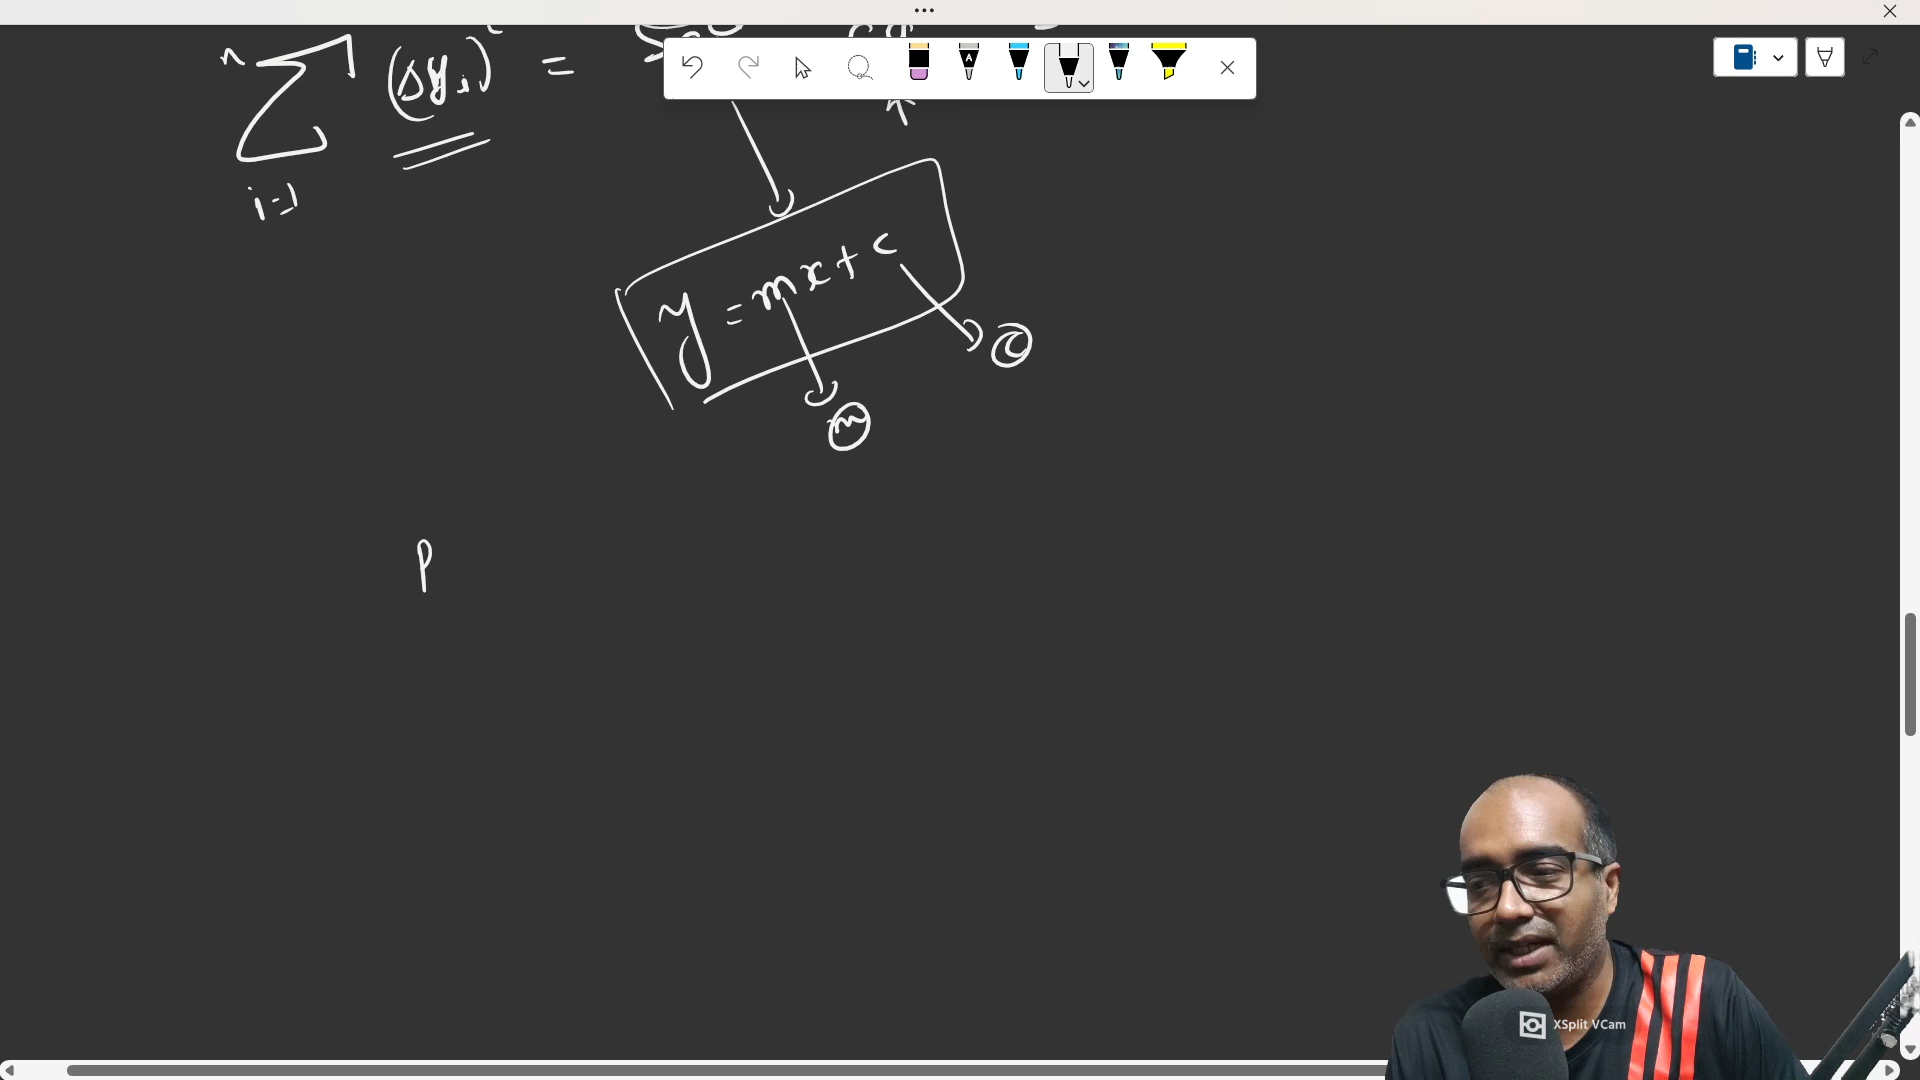 n
∑ (Δyᵢ)² =
i=1
y = mx + c
c
m
P
A
XSplit VCam